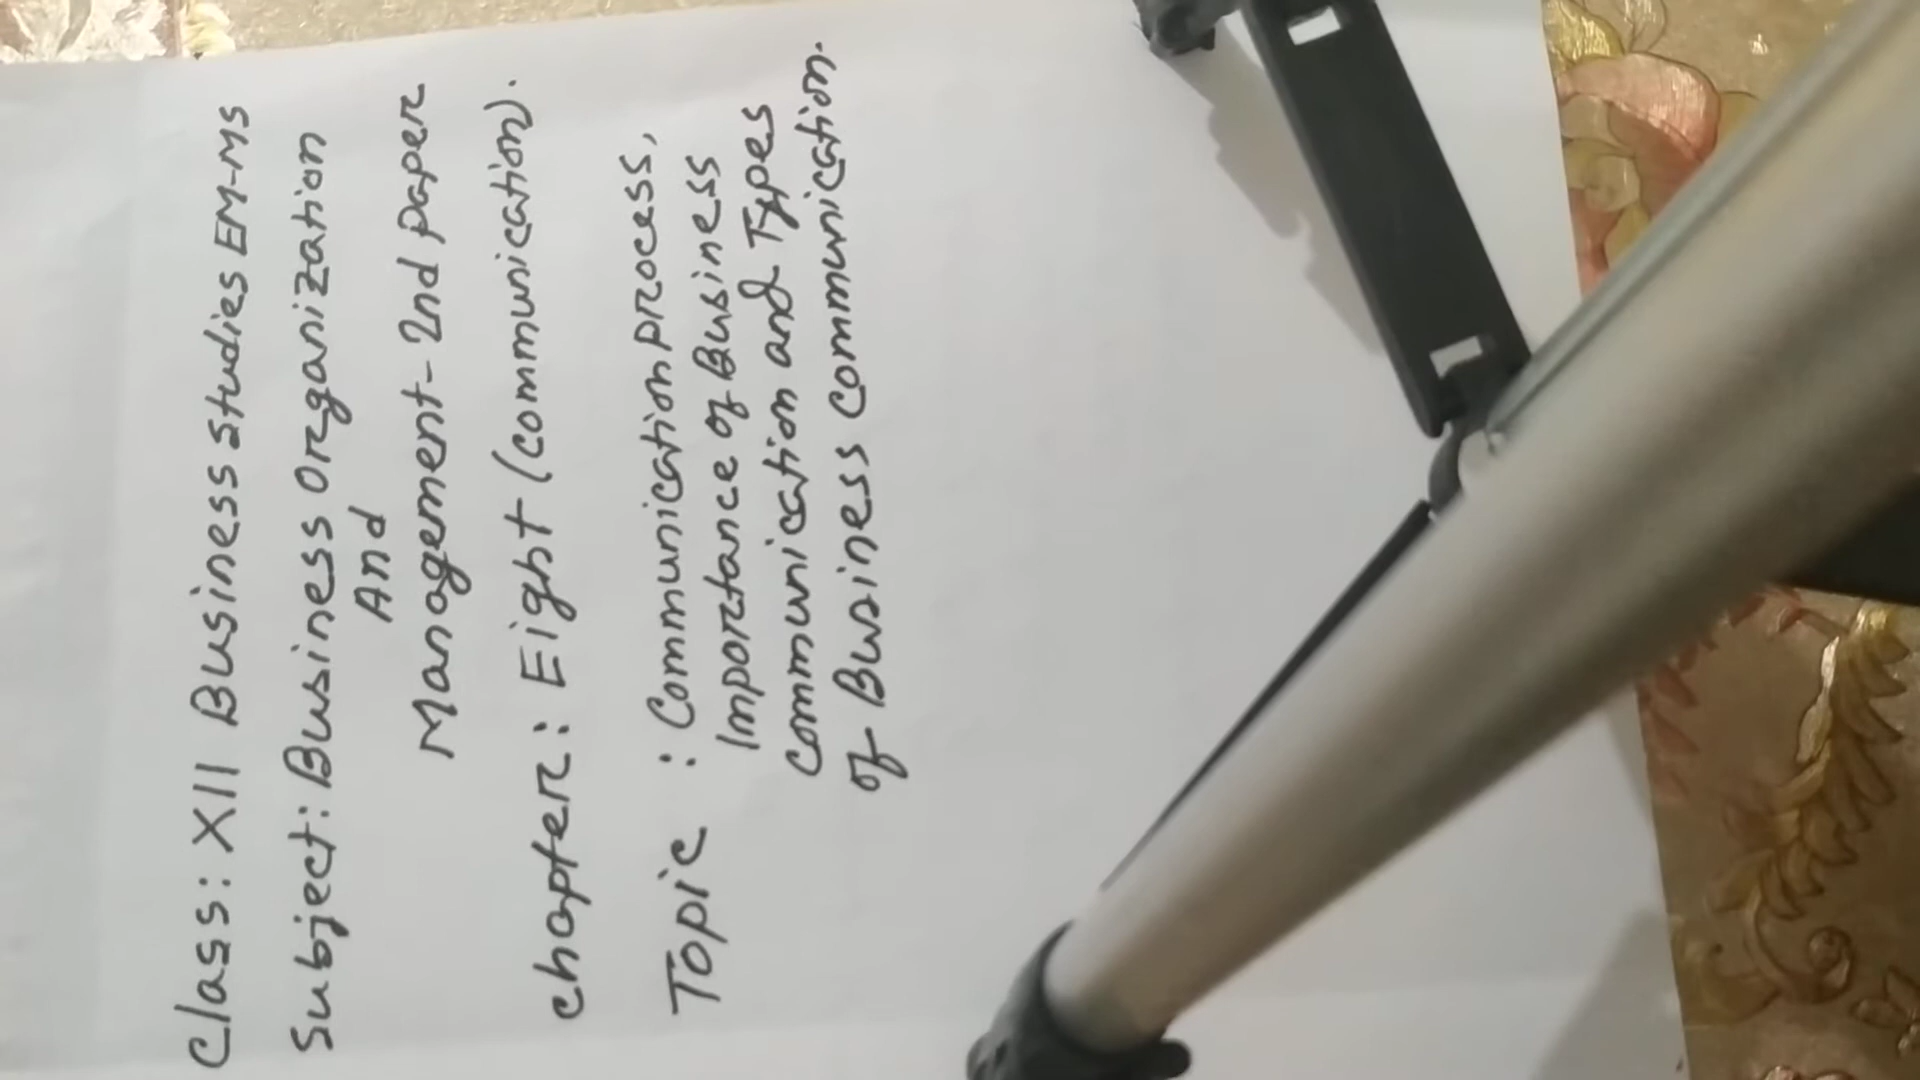 Class: XII Business studies EM-MS
Subject: Business Organization
And
Management-2nd paper
chapter: Eight (communication).
Topic : Communication process,
Importance of Business
communication and Types
of Business communication.